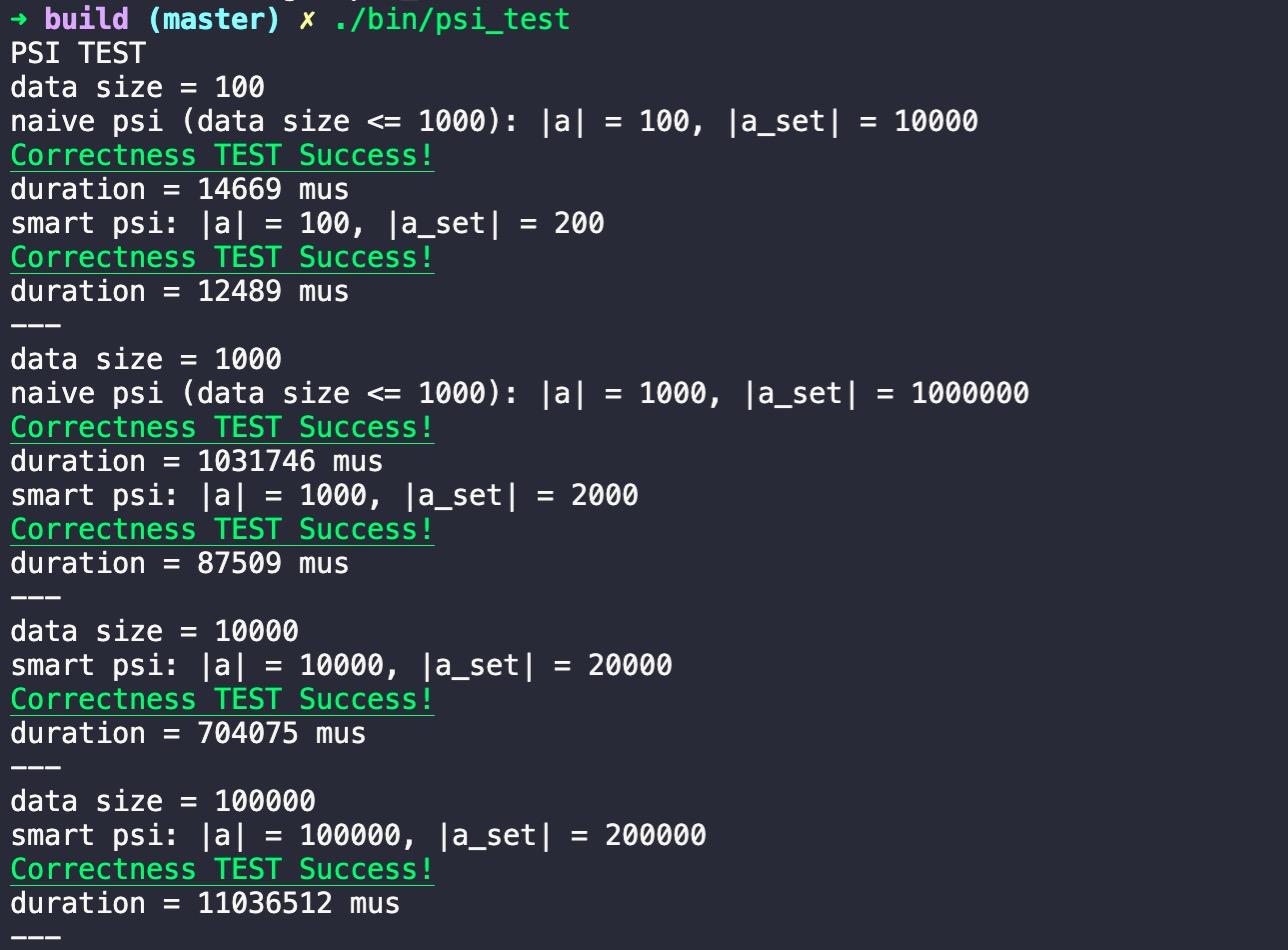 → build (master) ✗ ./bin/psi_test
PSI TEST
data size = 100
naive psi (data size <= 1000): |a| = 100, |a_set| = 10000
Correctness TEST Success!
duration = 14669 mus
smart psi: |a| = 100, |a_set| = 200
Correctness TEST Success!
duration = 12489 mus
---
data size = 1000
naive psi (data size <= 1000): |a| = 1000, |a_set| = 1000000
Correctness TEST Success!
duration = 1031746 mus
smart psi: |a| = 1000, |a_set| = 2000
Correctness TEST Success!
duration = 87509 mus
---
data size = 10000
smart psi: |a| = 10000, |a_set| = 20000
Correctness TEST Success!
duration = 704075 mus
---
data size = 100000
smart psi: |a| = 100000, |a_set| = 200000
Correctness TEST Success!
duration = 11036512 mus
---